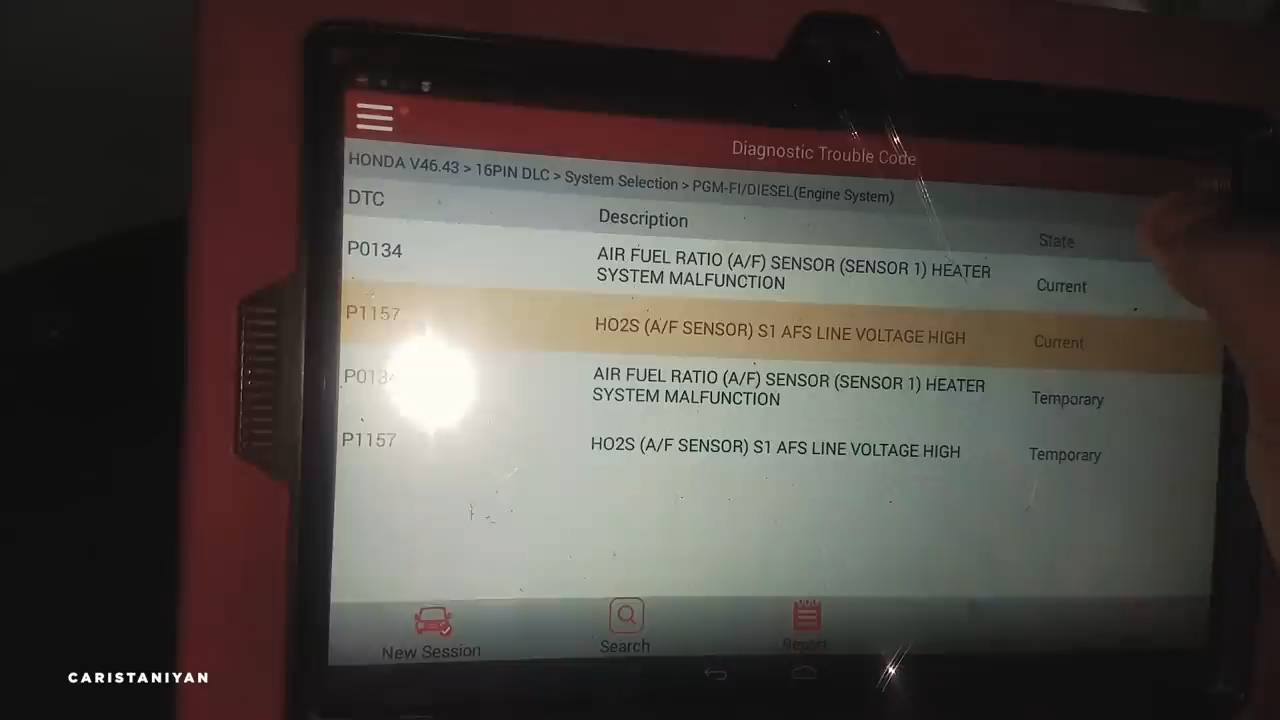 Diagnostic Trouble Code
HONDA V46.43 > 16PIN DLC > System Selection > PGM-FI/DIESEL(Engine System)
DTC Description State
P0134 AIR FUEL RATIO (A/F) SENSOR (SENSOR 1) HEATER
SYSTEM MALFUNCTION Current
P1157 HO2S (A/F SENSOR) S1 AFS LINE VOLTAGE HIGH Current
P0134 AIR FUEL RATIO (A/F) SENSOR (SENSOR 1) HEATER
SYSTEM MALFUNCTION Temporary
P1157 HO2S (A/F SENSOR) S1 AFS LINE VOLTAGE HIGH Temporary
New Session Search Report
CARISTANIYAN